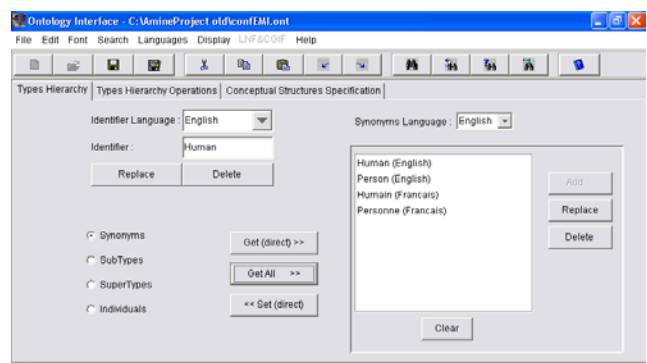 Ontology Interface - C:\AmineProject old\confEMI.ont
File Edit Font Search Languages Display LNF&CGIF Help
Types Hierarchy Types Hierarchy Operations Conceptual Structures Specification
Identifier Language : English
Synonyms Language : English
Identifier : Human
Replace Delete
Human (English)
Person (English)
Humain (Francais)
Personne (Francais)
Add
Replace
Delete
Synonyms
SubTypes
SuperTypes
Individuals
Get (direct) >>
Get All >>
<< Set (direct)
Clear